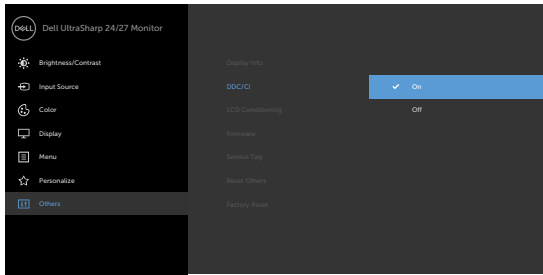 DELL
Dell UltraSharp 24/27 Monitor
Brightness/Contrast
Input Source
Color
Display
Menu
Personalize
Others
Display Info
DDC/CI
LCD Conditioning
Firmware
Service Tag
Reset Others
Factory Reset
On
Off